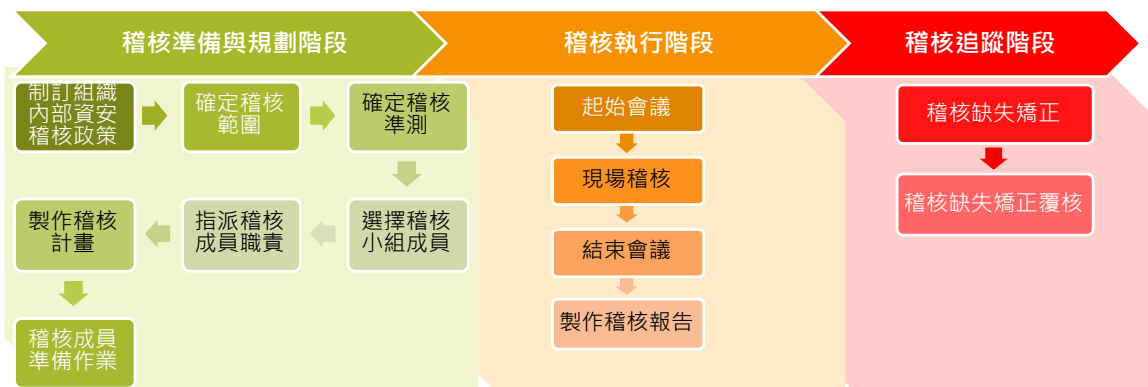 稽核準備與規劃階段
稽核執行階段
稽核追蹤階段
制訂組織
內部資安
稽核政策
確定稽核
範圍
確定稽核
準測
選擇稽核
小組成員
指派稽核
成員職責
製作稽核
計畫
稽核成員
準備作業
起始會議
現場稽核
結束會議
製作稽核報告
稽核缺失矯正
稽核缺失矯正覆核